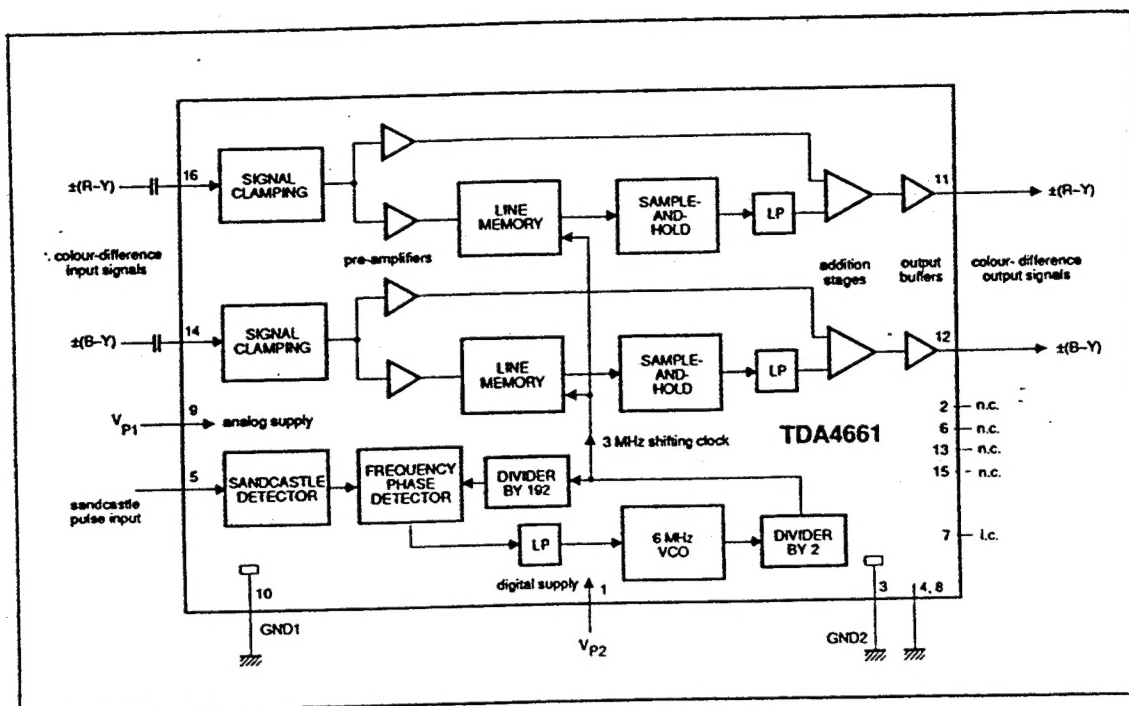 16
±(R–Y)
SIGNAL
CLAMPING
LINE
MEMORY
SAMPLE-
AND-
HOLD
LP
11
±(R–Y)
colour-difference
input signals
pre-amplifiers
addition
stages
output
buffers
colour- difference
output signals
14
±(B–Y)
SIGNAL
CLAMPING
LINE
MEMORY
SAMPLE-
AND-
HOLD
LP
12
±(B–Y)
VP1
9
analog supply
3 MHz shifting clock
TDA4661
2
n.c.
6
n.c.
13
n.c.
15
n.c.
5
sandcastle
pulse input
SANDCASTLE
DETECTOR
FREQUENCY
PHASE
DETECTOR
DIVIDER
BY 192
LP
6 MHz
VCO
DIVIDER
BY 2
7
i.c.
digital supply
1
10
GND1
VP2
3
GND2
4, 8